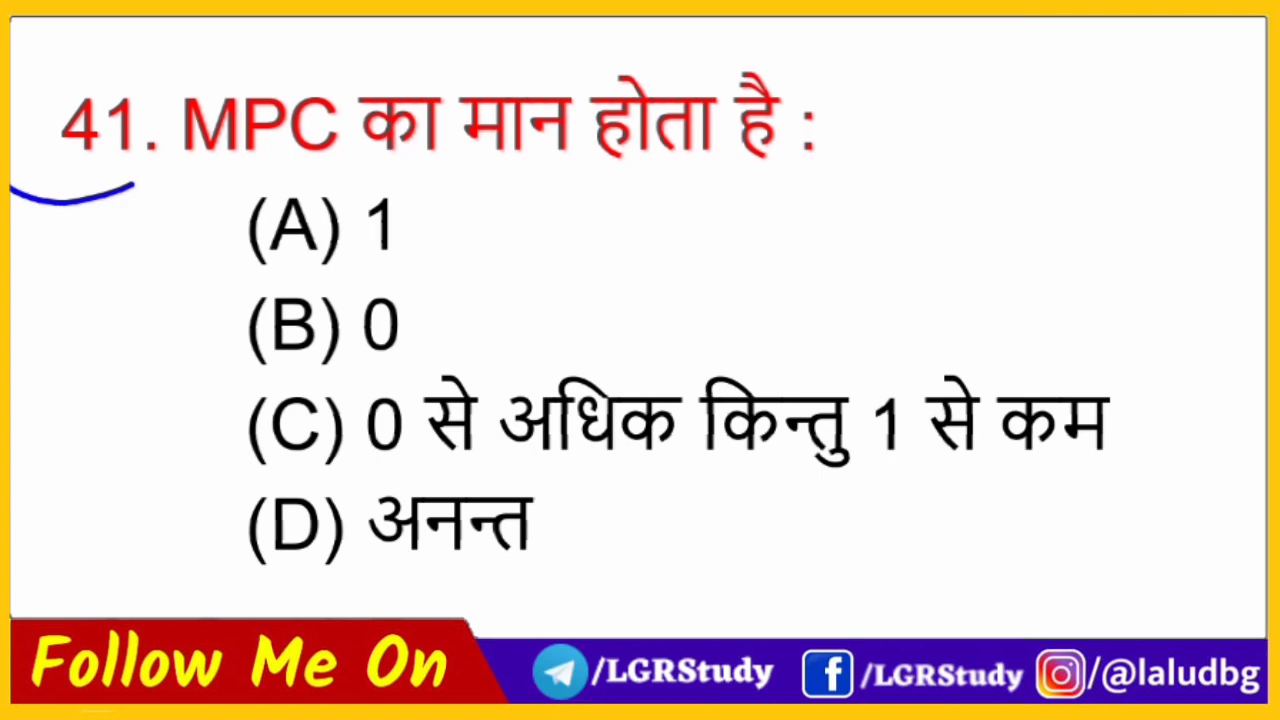 41. MPC का मान होता है :
(A) 1
(B) 0
(C) 0 से अधिक किन्तु 1 से कम
(D) अनन्त
Follow Me On /LGRStudy /LGRStudy /@laludbg